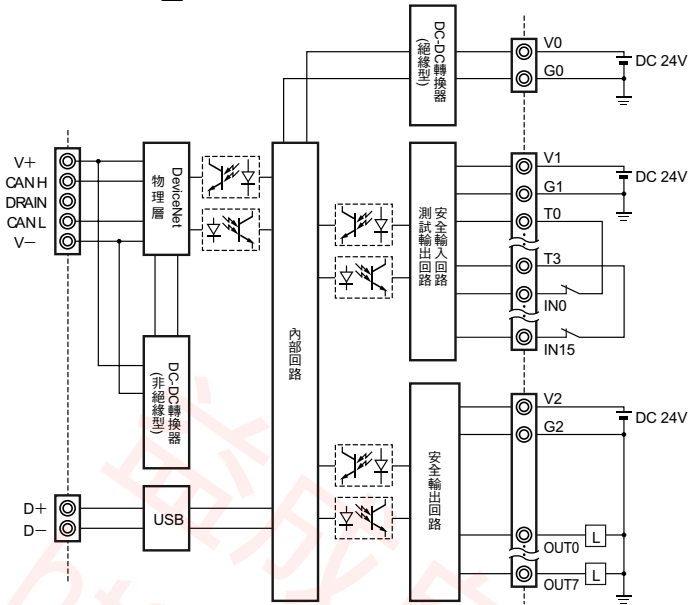 V0
DC 24V
G0
DC-DC轉換器
(絕緣型)
V+
CAN H
DRAIN
CAN L
V−
DeviceNet
物理層
V1
DC 24V
G1
T0
T3
IN0
IN15
安全輸入回路
測試輸出回路
內部回路
DC-DC轉換器
(非絕緣型)
V2
DC 24V
G2
安全輸出回路
D+
D−
USB
OUT0
L
OUT7
L